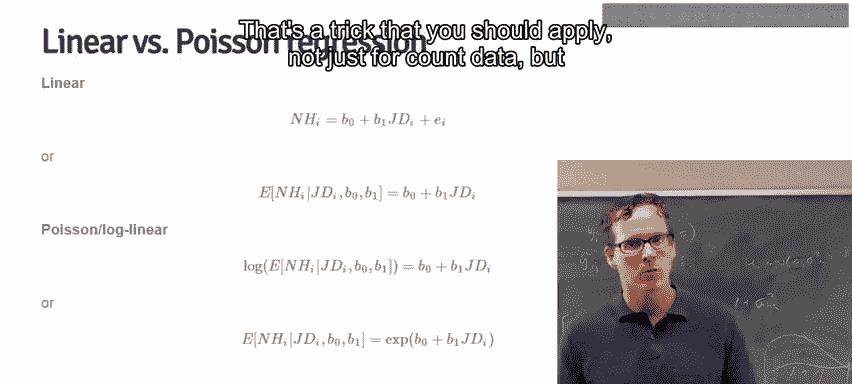 That's a trick that you should apply,
Linear vs. Poisson regression
not just for count data, but
Linear
NH_i = b_0 + b_1 JD_i + e_i
or
E[NH_i|JD_i, b_0, b_1] = b_0 + b_1 JD_i
Poisson/log-linear
log(E[NH_i|JD_i, b_0, b_1]) = b_0 + b_1 JD_i
or
E[NH_i|JD_i, b_0, b_1] = exp(b_0 + b_1 JD_i)